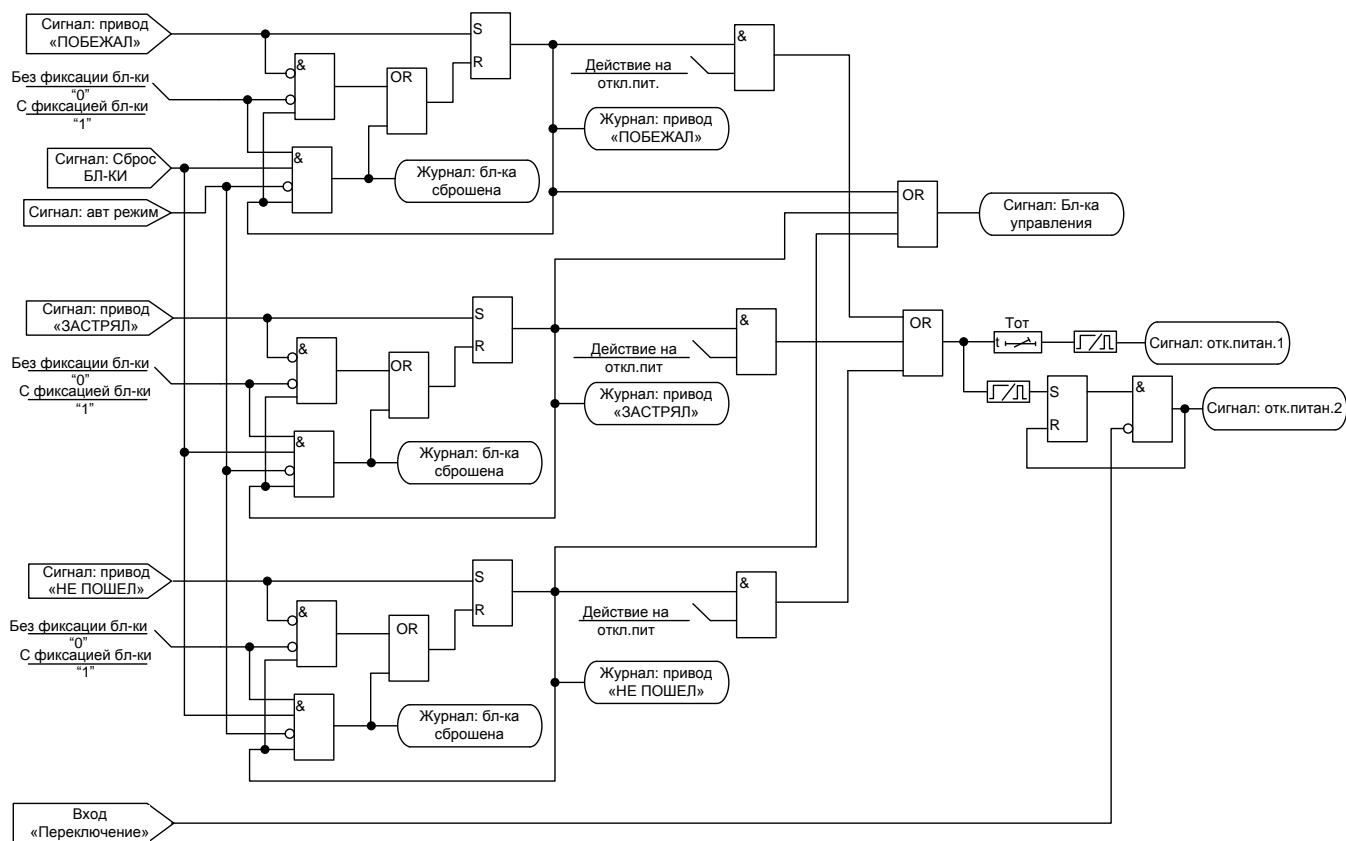 Сигнал: привод
«ПОБЕЖАЛ»
Без фиксации бл-ки
“0”
С фиксацией бл-ки
“1”
Сигнал: Сброс
БЛ-КИ
Сигнал: авт режим
&
&
OR
S
R
Журнал: бл-ка
сброшена
&
Действие на
откл.пит.
Журнал: привод
«ПОБЕЖАЛ»
OR
Сигнал: Бл-ка
управления
Сигнал: привод
«ЗАСТРЯЛ»
Без фиксации бл-ки
“0”
С фиксацией бл-ки
“1”
&
&
OR
S
R
Журнал: бл-ка
сброшена
&
Действие на
откл.пит
Журнал: привод
«ЗАСТРЯЛ»
OR
Тот
t
Сигнал: отк.питан.1
S
R
&
Сигнал: отк.питан.2
Сигнал: привод
«НЕ ПОШЕЛ»
Без фиксации бл-ки
“0”
С фиксацией бл-ки
“1”
&
&
OR
S
R
Журнал: бл-ка
сброшена
&
Действие на
откл.пит
Журнал: привод
«НЕ ПОШЕЛ»
Вход
«Переключение»